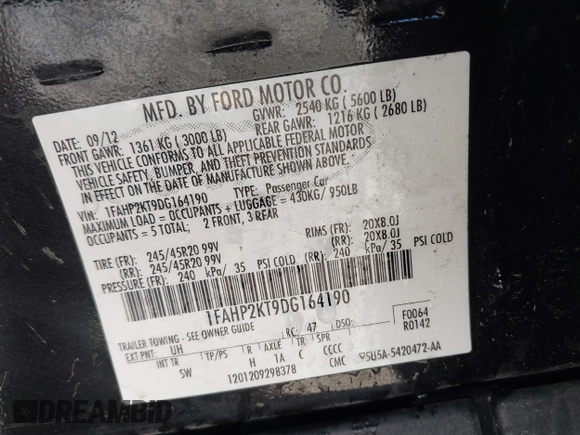 MFD. BY FORD MOTOR CO.
DATE: 09/12 GVWR: 2540 KG ( 5600 LB)
FRONT GAWR: 1361 KG ( 3000 LB) REAR GAWR: 1216 KG ( 2680 LB)
THIS VEHICLE CONFORMS TO ALL APPLICABLE FEDERAL MOTOR
VEHICLE SAFETY, BUMPER, AND THEFT PREVENTION STANDARDS
IN EFFECT ON THE DATE OF MANUFACTURE SHOWN ABOVE.
VIN: 1FAHP2KT9DG164190 TYPE: Passenger Car
MAXIMUM LOAD = OCCUPANTS + LUGGAGE = 430KG/ 950LB
OCCUPANTS = 5 TOTAL; 2 FRONT, 3 REAR
TIRE (FR): 245/45R20 99V RIMS (FR): 20X8.0J
(RR): 245/45R20 99V (RR): 20X8.0J
PRESSURE (FR): 240 kPa/ 35 PSI COLD (RR): 240 kPa/ 35 PSI COLD
1FAHP2KT9DG164190
TRAILER TOWING - SEE OWNER GUIDE F0064
EXT PNT: UH RC: 47 DSO: R0142
INT TR TP/PS R AXLE TR SPR
SW H 1A C CCCC
1201209298378 CMC 5U5A-5420472-AA
DREAMBID